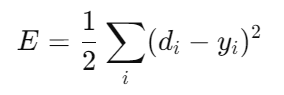 E = \frac{1}{2} \sum_{i} (d_i - y_i)^2